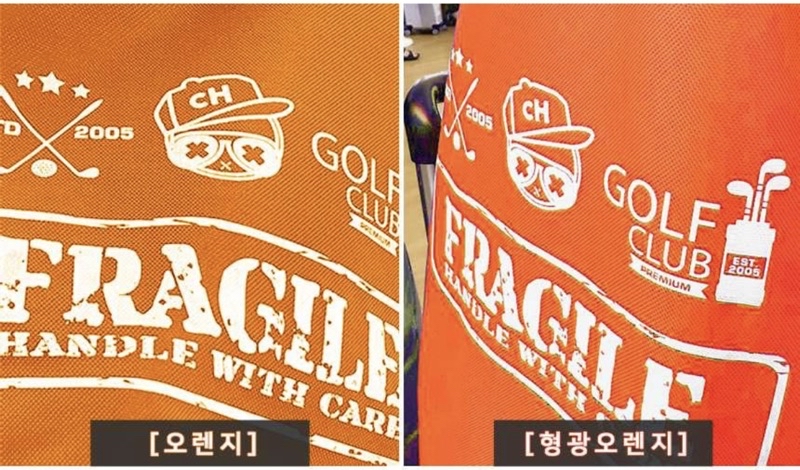 2005
CH
GOLF
CLUB
PREMIUM
FRAGILE
HANDLE WITH CARE
[오렌지]
2005
CH
GOLF
CLUB
PREMIUM
EST.
2005
FRAGILE
HANDLE WITH
[형광오렌지]